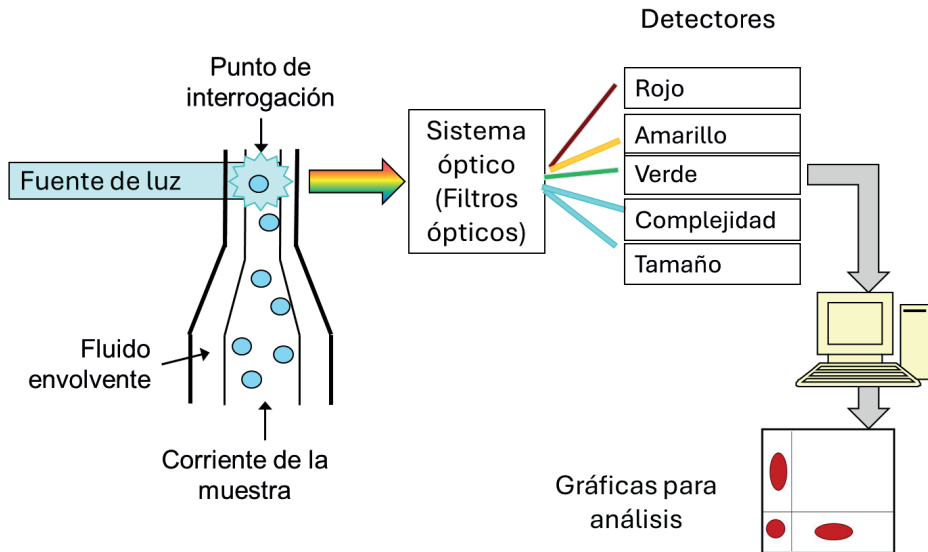 Detectores
Punto de
interrogación
Fuente de luz
Sistema
óptico
(Filtros
ópticos)
Rojo
Amarillo
Verde
Complejidad
Tamaño
Fluido
envolvente
Corriente de la
muestra
Gráficas para
análisis